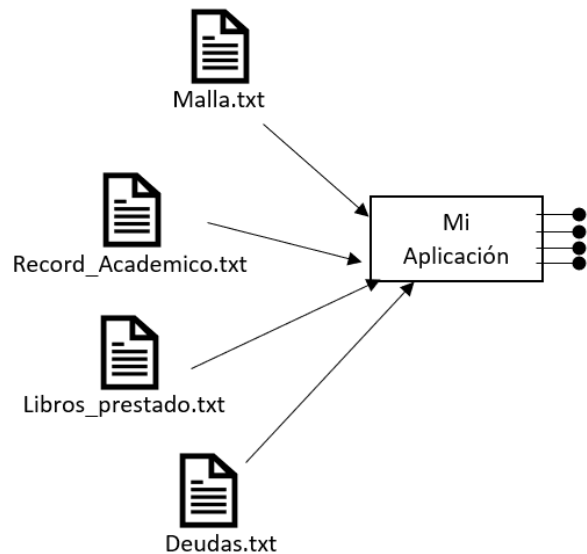 Malla.txt
Record_Academico.txt
Mi
Aplicación
Libros_prestado.txt
Deudas.txt